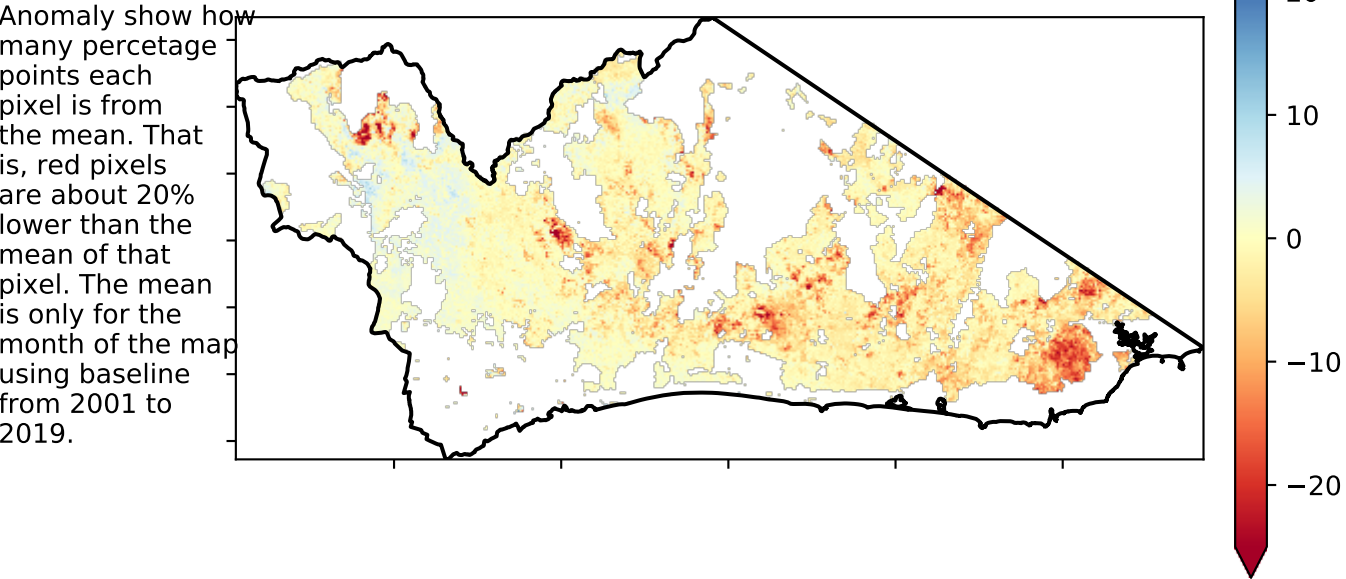 Anomaly show how
many percetage
points each
pixel is from
the mean. That
is, red pixels
are about 20%
lower than the
mean of that
pixel. The mean
is only for the
month of the map
using baseline
from 2001 to
2019.
10
0
−10
−20